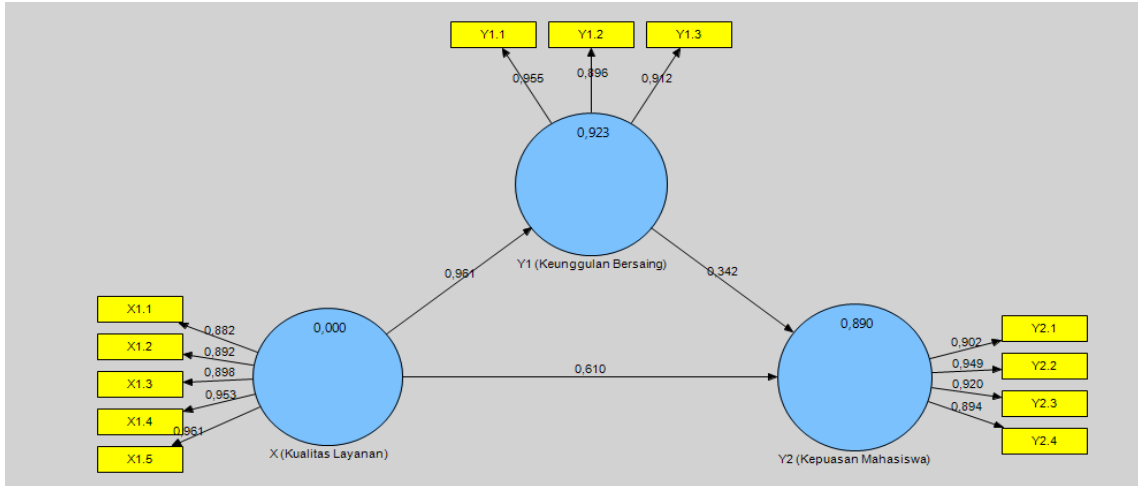 Y1.1
Y1.2
Y1.3
0,955
0,896
0,912
0,923
Y1 (Keunggulan Bersaing)
0,961
0,342
X1.1
X1.2
X1.3
X1.4
X1.5
0,882
0,892
0,898
0,953
0,961
0,000
X (Kualitas Layanan)
0,610
0,890
Y2 (Kepuasan Mahasiswa)
0,902
0,949
0,920
0,894
Y2.1
Y2.2
Y2.3
Y2.4